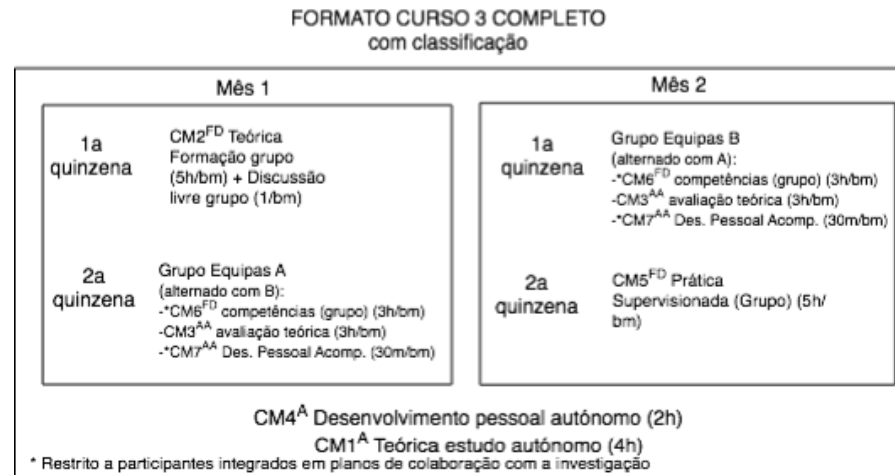 FORMATO CURSO 3 COMPLETO
com classificação
Mês 1
1a
quinzena
CM2FD Teórica
Formação grupo
(5h/bm) + Discussão
livre grupo (1/bm)
2a
quinzena
Grupo Equipas A
(alternado com B):
-*CM6FD competências (grupo) (3h/bm)
-CM3AA avaliação teórica (3h/bm)
-*CM7AA Des. Pessoal Acomp. (30m/bm)
Mês 2
1a
quinzena
Grupo Equipas B
(alternado com A):
-*CM6FD competências (grupo) (3h/bm)
-CM3AA avaliação teórica (3h/bm)
-*CM7AA Des. Pessoal Acomp. (30m/bm)
2a
quinzena
CM5FD Prática
Supervisionada (Grupo) (5h/
bm)
CM4A Desenvolvimento pessoal autónomo (2h)
CM1A Teórica estudo autónomo (4h)
* Restrito a participantes integrados em planos de colaboração com a investigação